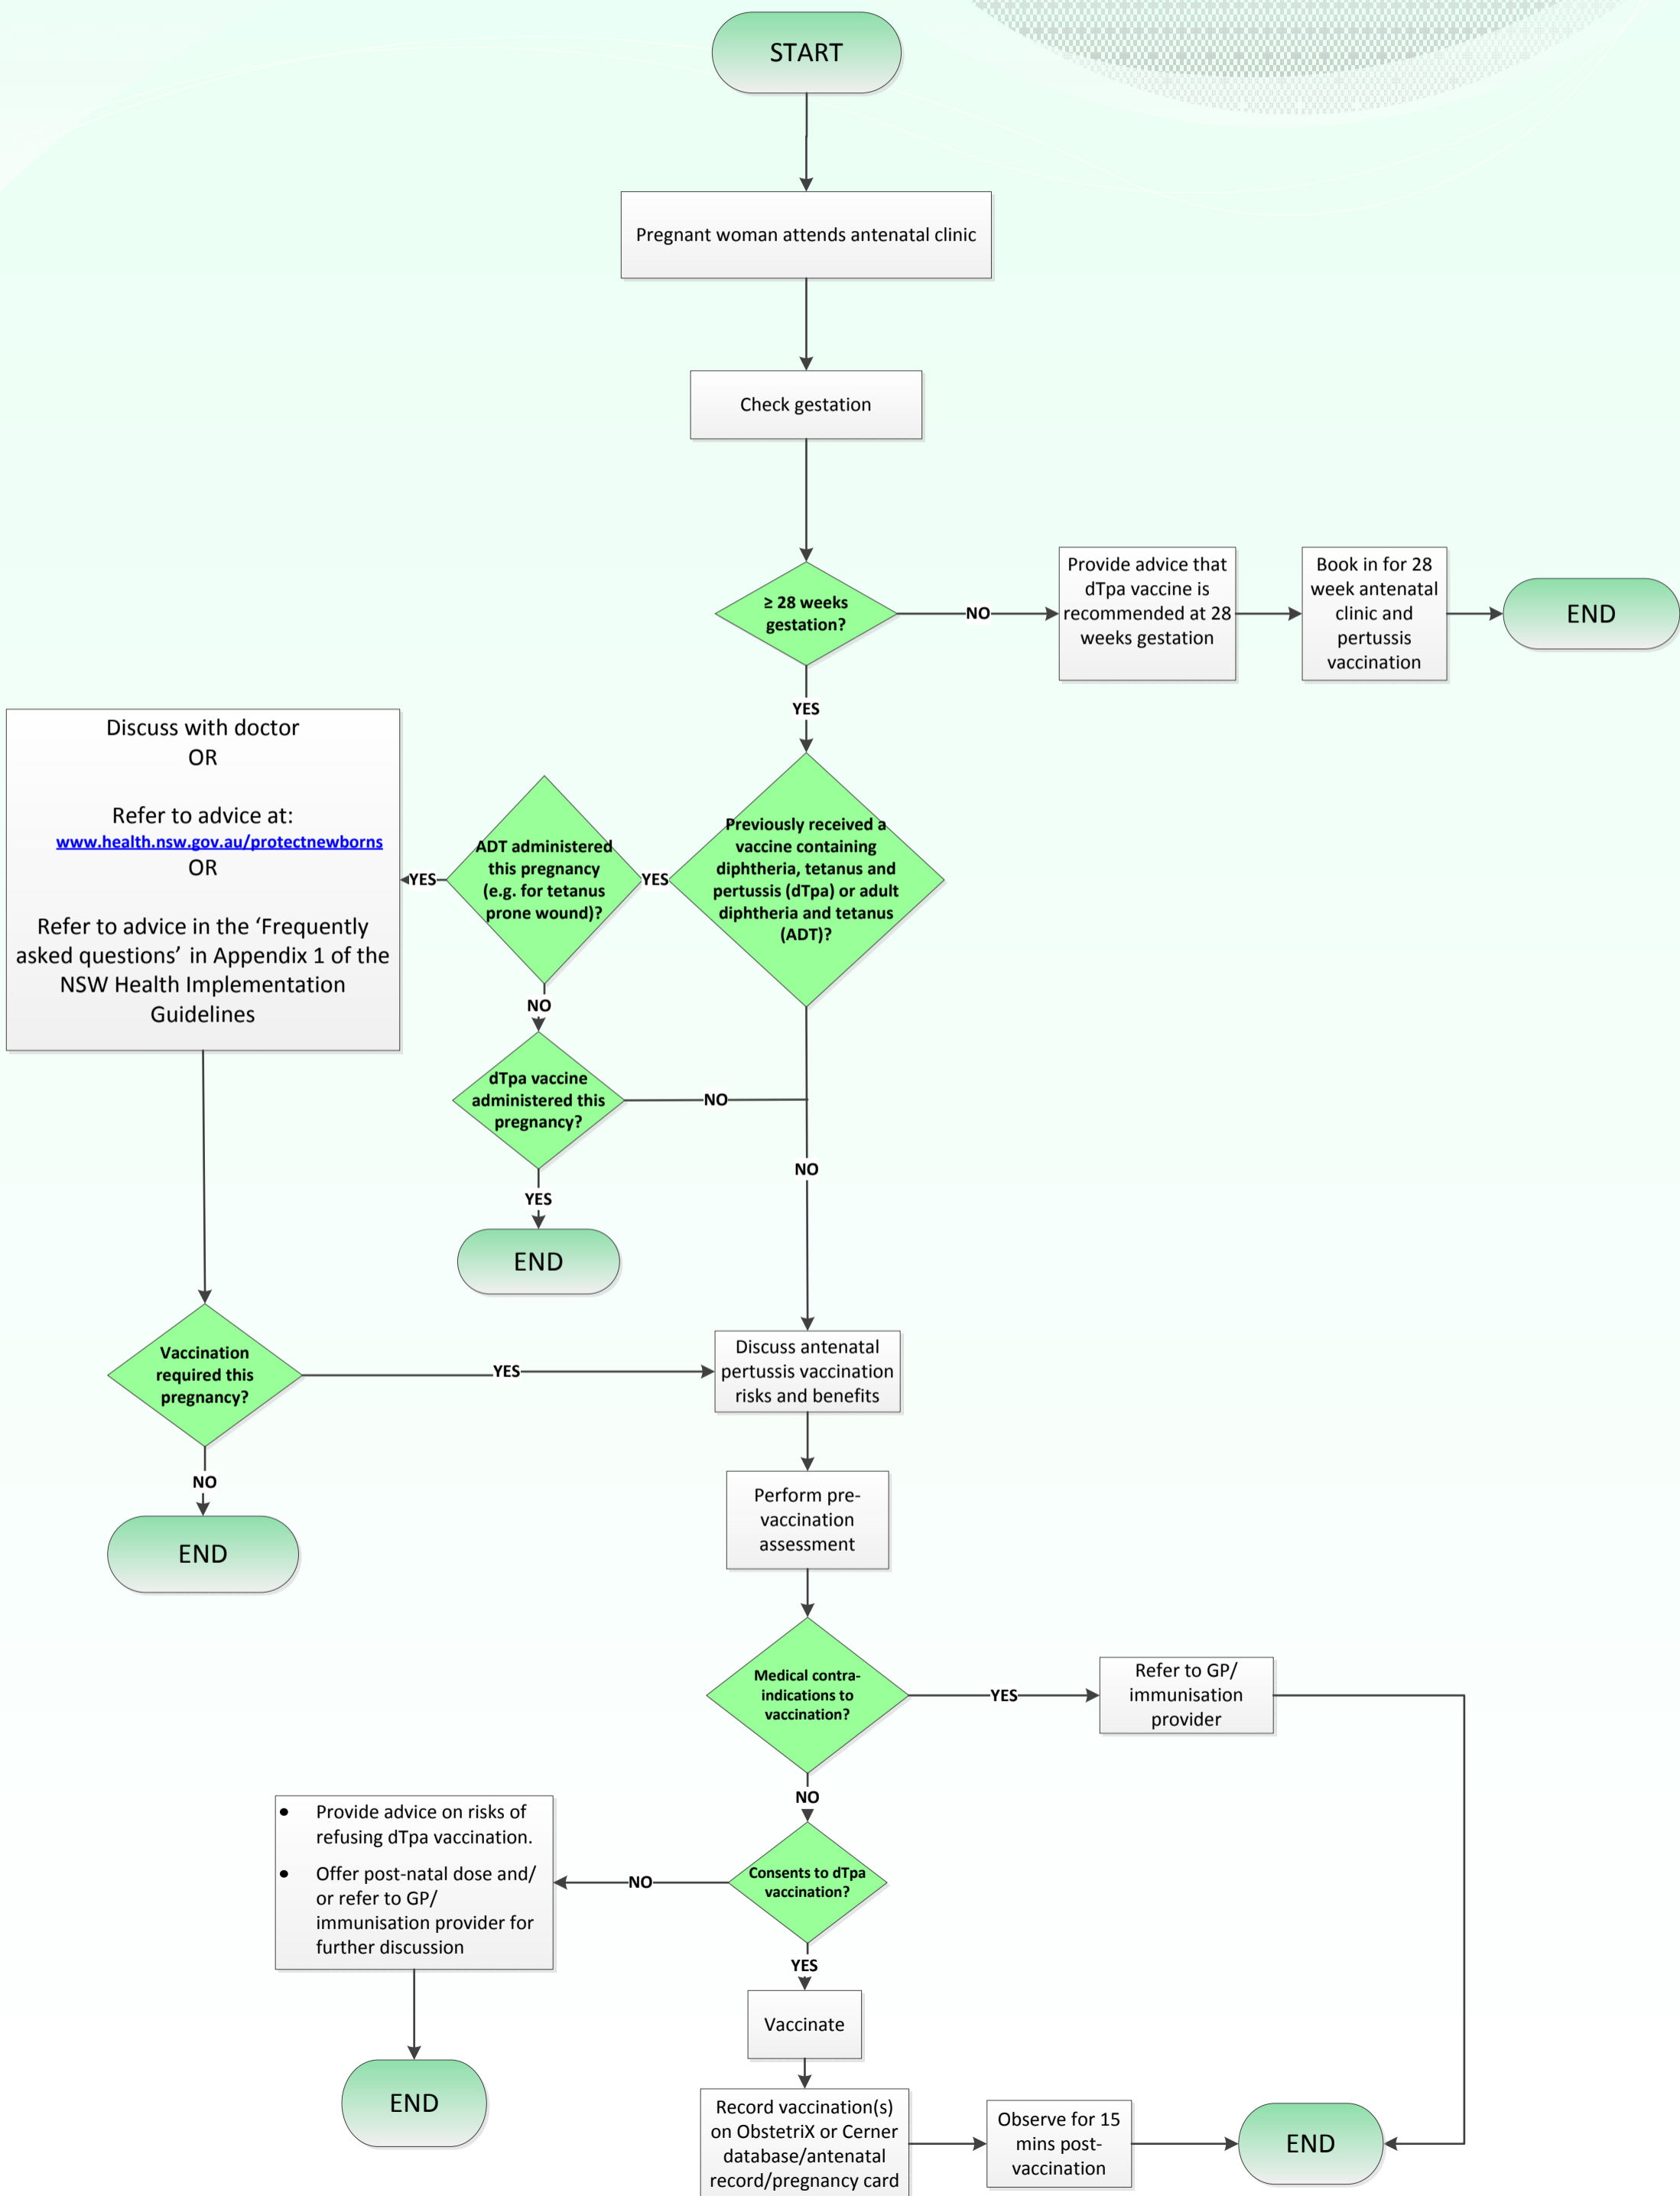 START
Pregnant woman attends antenatal clinic
Check gestation
≥ 28 weeks
gestation?
NO
Provide advice that
dTpa vaccine is
recommended at 28
weeks gestation
Book in for 28
week antenatal
clinic and
pertussis
vaccination
END
YES
Previously received a
vaccine containing
diphtheria, tetanus and
pertussis (dTpa) or adult
diphtheria and tetanus
(ADT)?
YES
ADT administered
this pregnancy
(e.g. for tetanus
prone wound)?
YES
Discuss with doctor
OR
Refer to advice at:
www.health.nsw.gov.au/protectnewborns
OR
Refer to advice in the ‘Frequently
asked questions’ in Appendix 1 of the
NSW Health Implementation
Guidelines
NO
dTpa vaccine
administered this
pregnancy?
NO
YES
END
NO
Vaccination
required this
pregnancy?
YES
NO
END
Discuss antenatal
pertussis vaccination
risks and benefits
Perform pre-
vaccination
assessment
Medical contra-
indications to
vaccination?
YES
Refer to GP/
immunisation
provider
NO
Consents to dTpa
vaccination?
NO
• Provide advice on risks of
refusing dTpa vaccination.
• Offer post-natal dose and/
or refer to GP/
immunisation provider for
further discussion
END
YES
Vaccinate
Record vaccination(s)
on ObstetriX or Cerner
database/antenatal
record/pregnancy card
Observe for 15
mins post-
vaccination
END